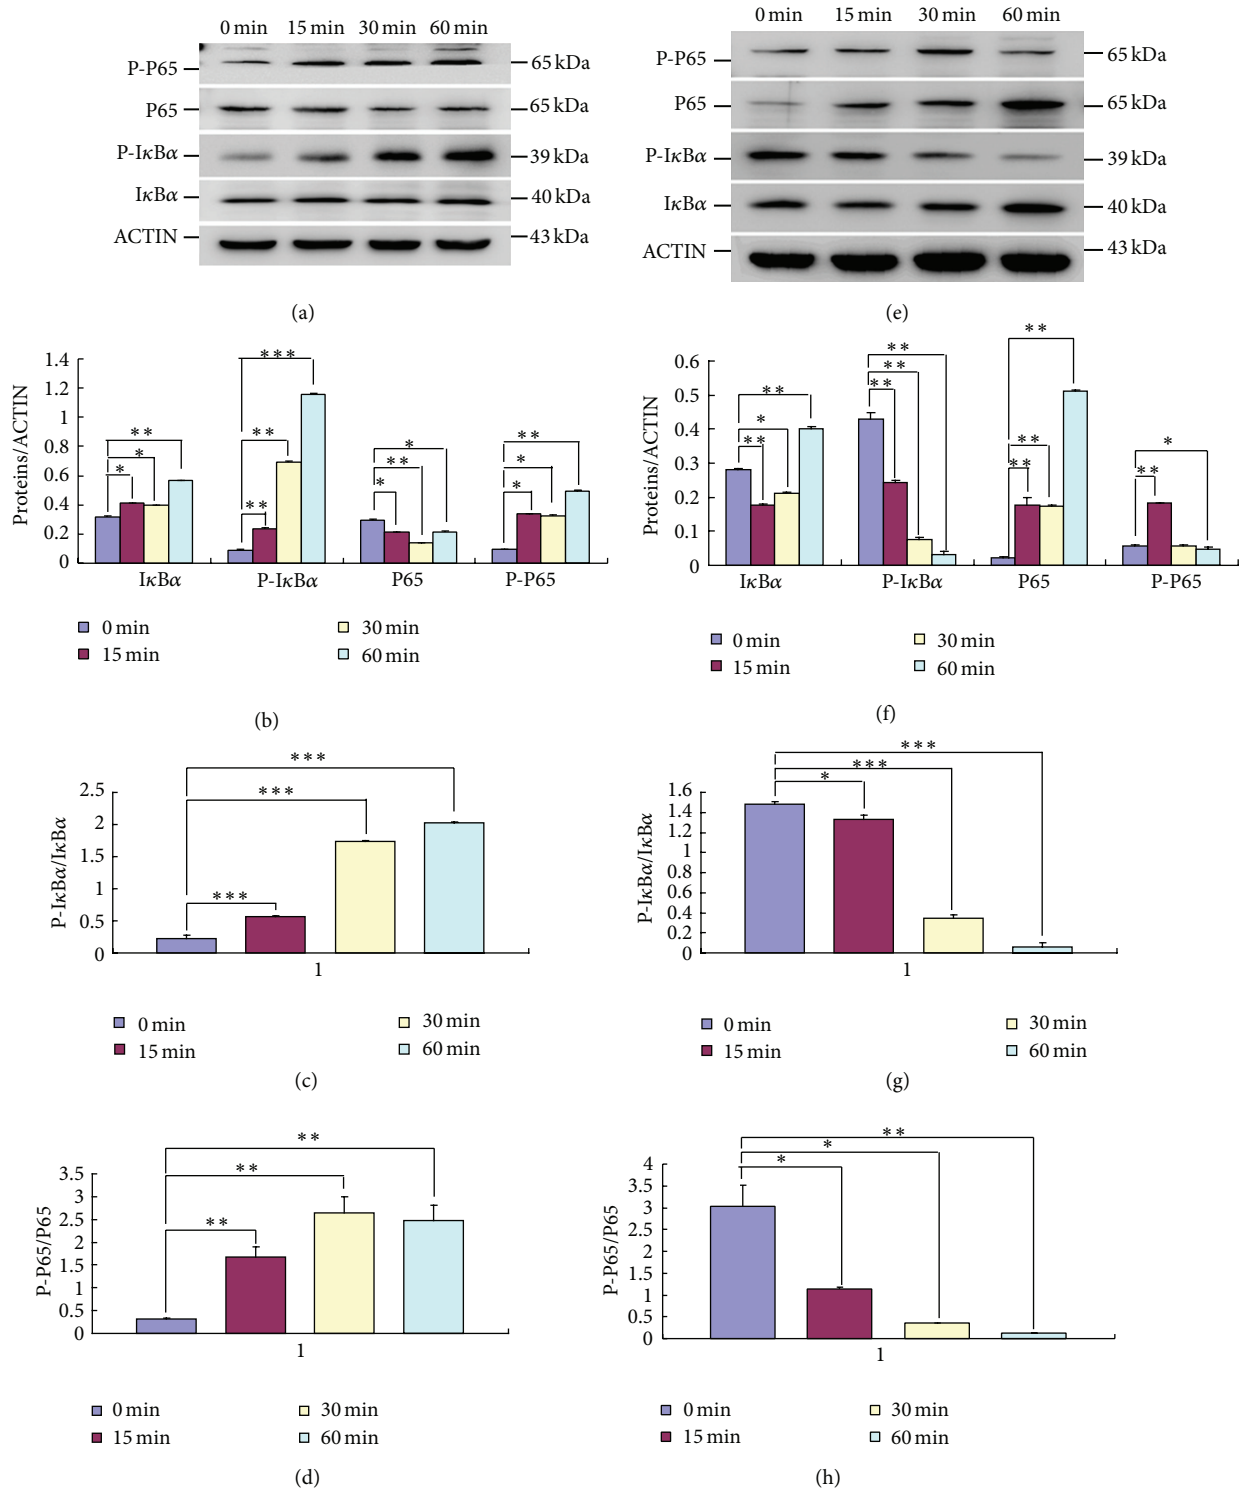 0 min 15 min 30 min 60 min
P-P65 65 kDa
P65 65 kDa
P-IκBα 39 kDa
IκBα 40 kDa
ACTIN 43 kDa
(a)
Proteins/ACTIN
1.4
1.2
1
0.8
0.6
0.4
0.2
0
***
** ** * **
* * ** ** * *
** * *
IκBα P-IκBα P65 P-P65
0 min 30 min
15 min 60 min
(b)
P-IκBα/IκBα
2.5
2
1.5
1
0.5
0
***
***
***
1
0 min 30 min
15 min 60 min
(c)
P-P65/P65
3.5
3
2.5
2
1.5
1
0.5
0
**
**
**
1
0 min 30 min
15 min 60 min
(d)
0 min 15 min 30 min 60 min
P-P65 65 kDa
P65 65 kDa
P-IκBα 39 kDa
IκBα 40 kDa
ACTIN 43 kDa
(e)
Proteins/ACTIN
0.6
0.5
0.4
0.3
0.2
0.1
0
**
**
**
** **
* ** *
** ** **
IκBα P-IκBα P65 P-P65
0 min 30 min
15 min 60 min
(f)
P-IκBα/IκBα
1.6
1.4
1.2
1
0.8
0.6
0.4
0.2
0
***
***
*
1
0 min 30 min
15 min 60 min
(g)
P-P65/P65
4
3.5
3
2.5
2
1.5
1
0.5
0
**
*
*
1
0 min 30 min
15 min 60 min
(h)